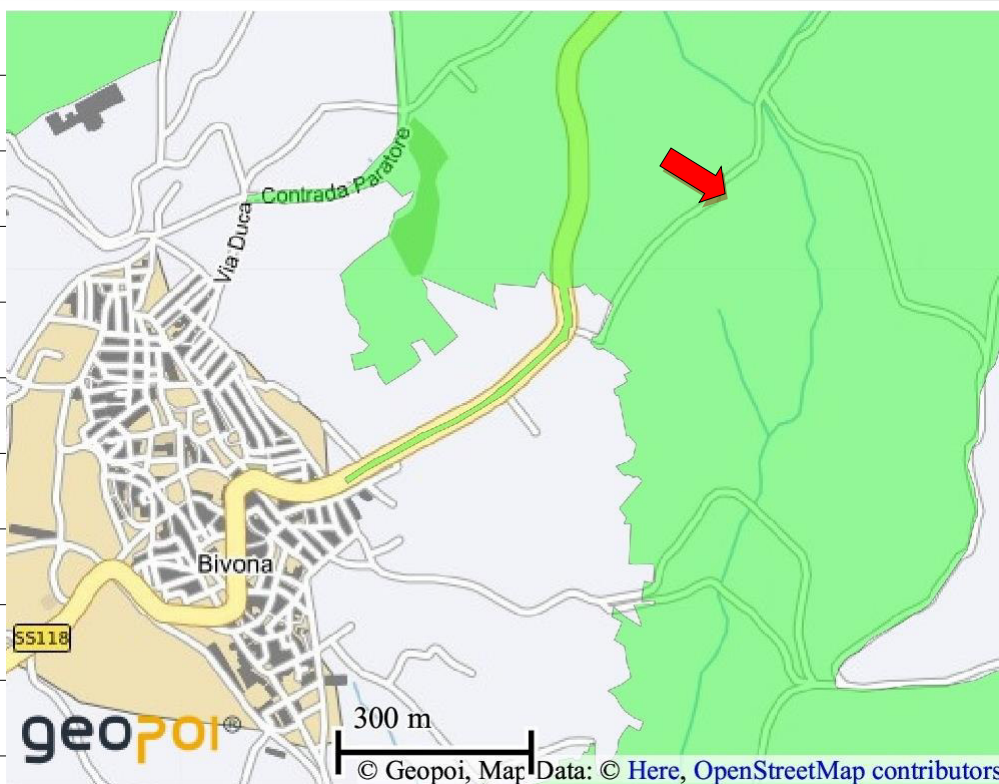 Contrada Paratore
Via Duca
Bivona
SS118
geopoi®
300 m
© Geopoi, Map Data: © Here, OpenStreetMap contributors